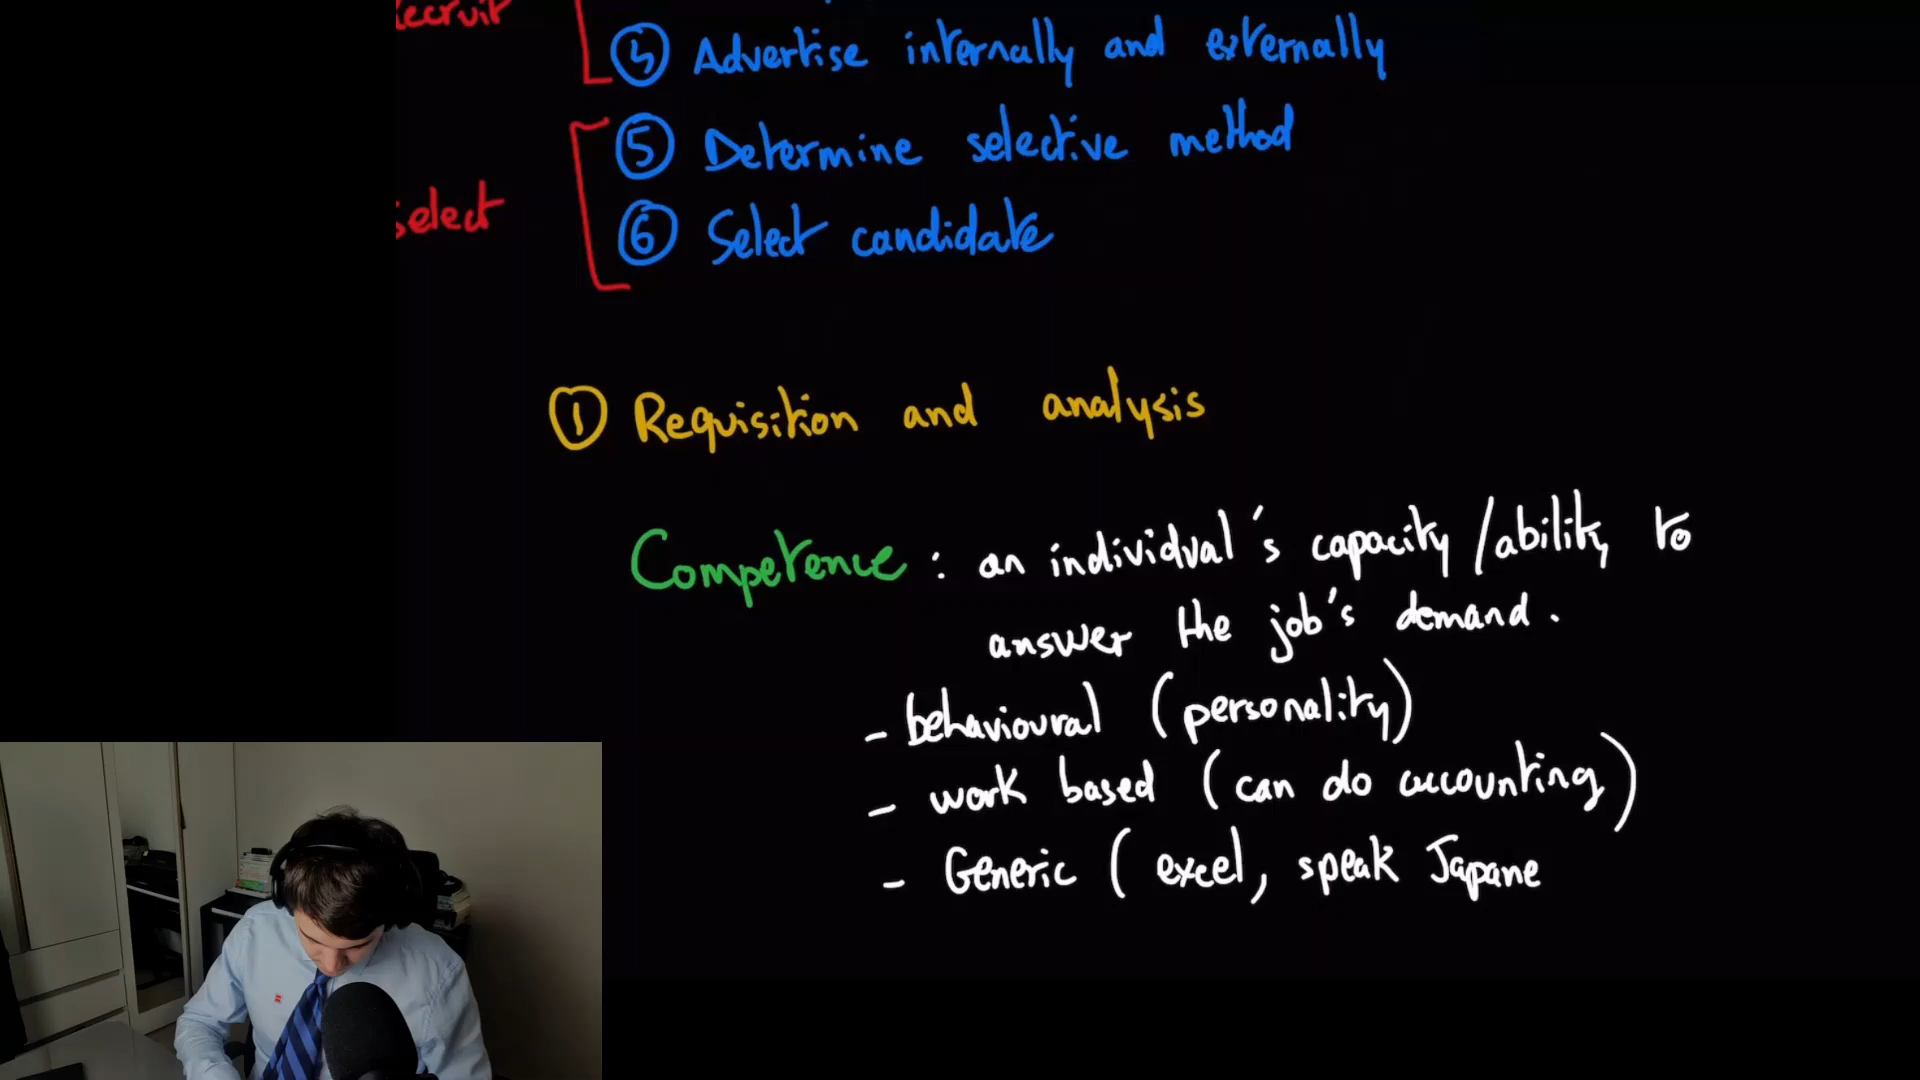 ecruit
④ Advertise internally and externally
⑤ Determine selective method
select
⑥ Select candidate
① Requisition and analysis
Competence : an individual's capacity /ability to
answer the job's demand.
- behavioural (personality)
- work based (can do accounting)
- Generic ( excel, speak Japane